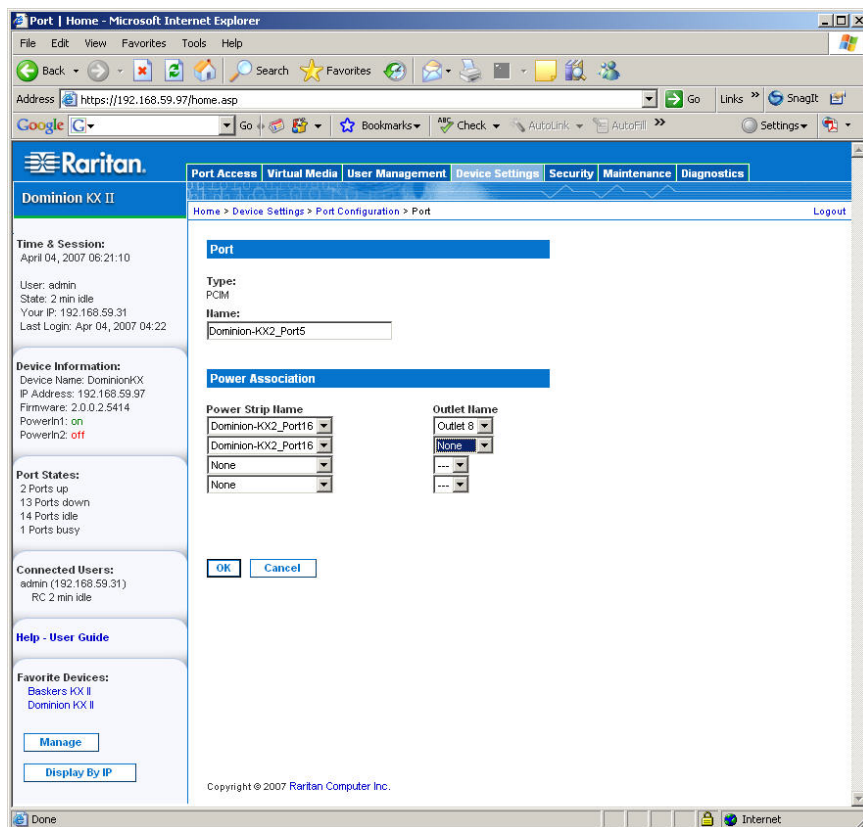 Port | Home - Microsoft Internet Explorer
File Edit View Favorites Tools Help
Back Search Favorites
Address https://192.168.59.97/home.asp Go Links » SnagIt
Google G Go Bookmarks ABC Check AutoLink AutoFill » Settings
Raritan.
Dominion KX II
Port Access Virtual Media User Management Device Settings Security Maintenance Diagnostics
Home > Device Settings > Port Configuration > Port Logout
Time & Session:
April 04, 2007 06:21:10
User: admin
State: 2 min idle
Your IP: 192.168.59.31
Last Login: Apr 04, 2007 04:22
Device Information:
Device Name: DominionKX
IP Address: 192.168.59.97
Firmware: 2.0.0.2.5414
PowerIn1: on
PowerIn2: off
Port States:
2 Ports up
13 Ports down
14 Ports idle
1 Ports busy
Connected Users:
admin (192.168.59.31)
RC 2 min idle
Help - User Guide
Favorite Devices:
Baskers KX II
Dominion KX II
Manage
Display By IP
Port
Type:
PCIM
Name:
Dominion-KX2_Port5
Power Association
Power Strip Name Outlet Name
Dominion-KX2_Port16 Outlet 8
Dominion-KX2_Port16 None
None ---
None ---
OK Cancel
Copyright © 2007 Raritan Computer Inc.
Done Internet